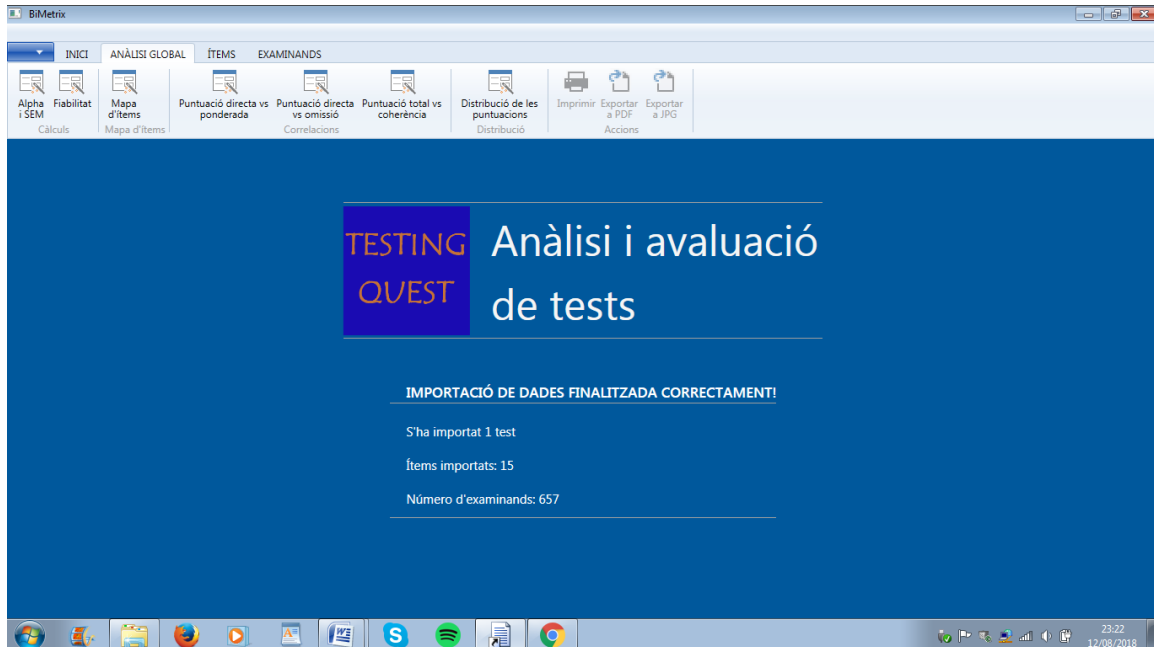 BiMetrix
INICI ANÀLISI GLOBAL ÍTEMS EXAMINANDS
Alpha i SEM
Fiabilitat
Càlculs
Mapa d'ítems
Mapa d'ítems
Puntuació directa vs ponderada
Puntuació directa vs omissió
Puntuació total vs coherència
Correlacions
Distribució de les puntuacions
Distribució
Imprimir
Exportar a PDF
Exportar a JPG
Accions
TESTING
QUEST
Anàlisi i avaluació
de tests
IMPORTACIÓ DE DADES FINALITZADA CORRECTAMENT!
S'ha importat 1 test
Ítems importats: 15
Número d'examinands: 657
23:22
12/08/2018